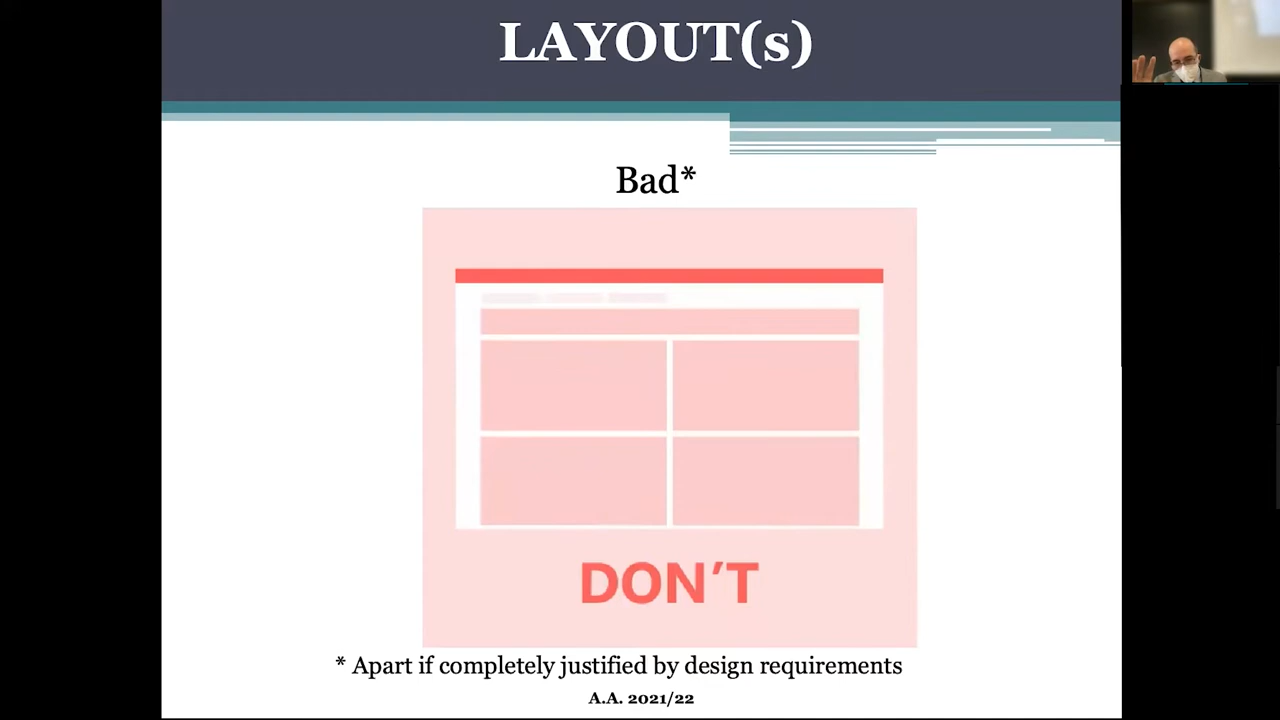 LAYOUT(s)
Bad*
DON'T
* Apart if completely justified by design requirements
A.A. 2021/22